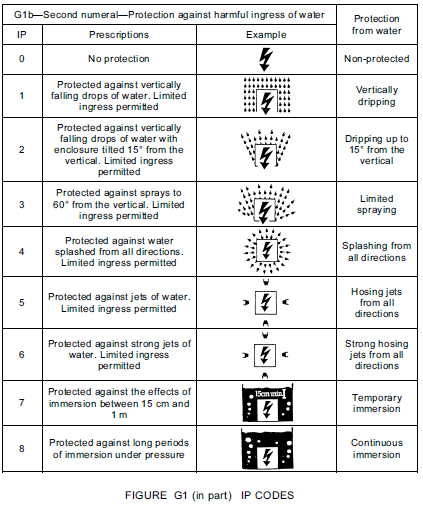 G1b—Second numeral—Protection against harmful ingress of water
Protection
from water
IP
Prescriptions
Example
0
No protection
Non-protected
1
Protected against vertically
falling drops of water. Limited
ingress permitted
Vertically
dripping
2
Protected against vertically
falling drops of water with
enclosure tilted 15° from the
vertical. Limited ingress
permitted
Dripping up to
15° from the
vertical
3
Protected against sprays to
60° from the vertical. Limited
ingress permitted
Limited
spraying
4
Protected against water
splashed from all directions.
Limited ingress permitted
Splashing from
all directions
5
Protected against jets of water.
Limited ingress permitted
Hosing jets
from all
directions
6
Protected against strong jets of
water. Limited ingress
permitted
Strong hosing
jets from all
directions
7
Protected against the effects of
immersion between 15 cm and
1 m
15cm min
Temporary
immersion
8
Protected against long periods
of immersion under pressure
Continuous
immersion
FIGURE G1 (in part) IP CODES